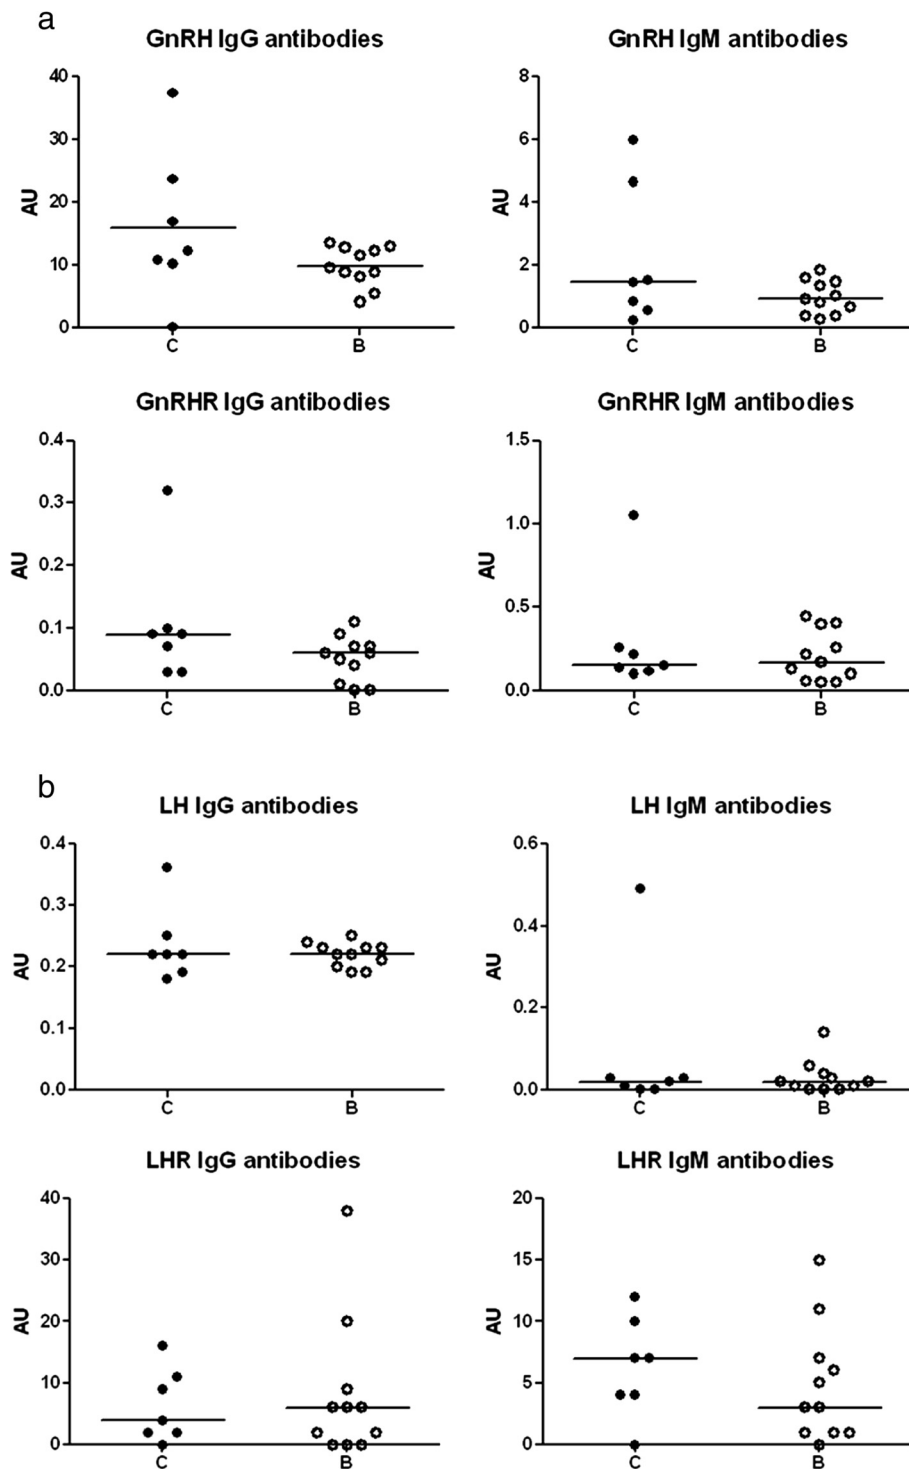 a
GnRH IgG antibodies
GnRH IgM antibodies
40
30
20
10
0
AU
C
B
8
6
4
2
0
AU
C
B
GnRHR IgG antibodies
GnRHR IgM antibodies
0.4
0.3
0.2
0.1
0.0
AU
C
B
1.5
1.0
0.5
0.0
AU
C
B
b
LH IgG antibodies
LH IgM antibodies
0.4
0.3
0.2
0.1
0.0
AU
C
B
0.6
0.4
0.2
0.0
AU
C
B
LHR IgG antibodies
LHR IgM antibodies
40
30
20
10
0
AU
C
B
20
15
10
5
0
AU
C
B